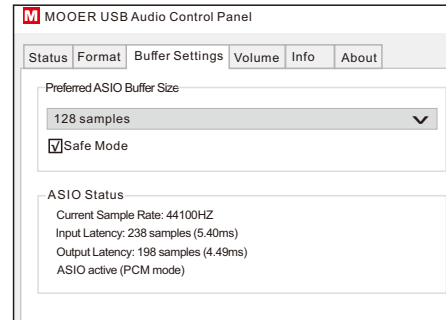 M MOOER USB Audio Control Panel
Status Format Buffer Settings Volume Info About
Preferred ASIO Buffer Size
128 samples
Safe Mode
ASIO Status
Current Sample Rate: 44100HZ
Input Latency: 238 samples (5.40ms)
Output Latency: 198 samples (4.49ms)
ASIO active (PCM mode)